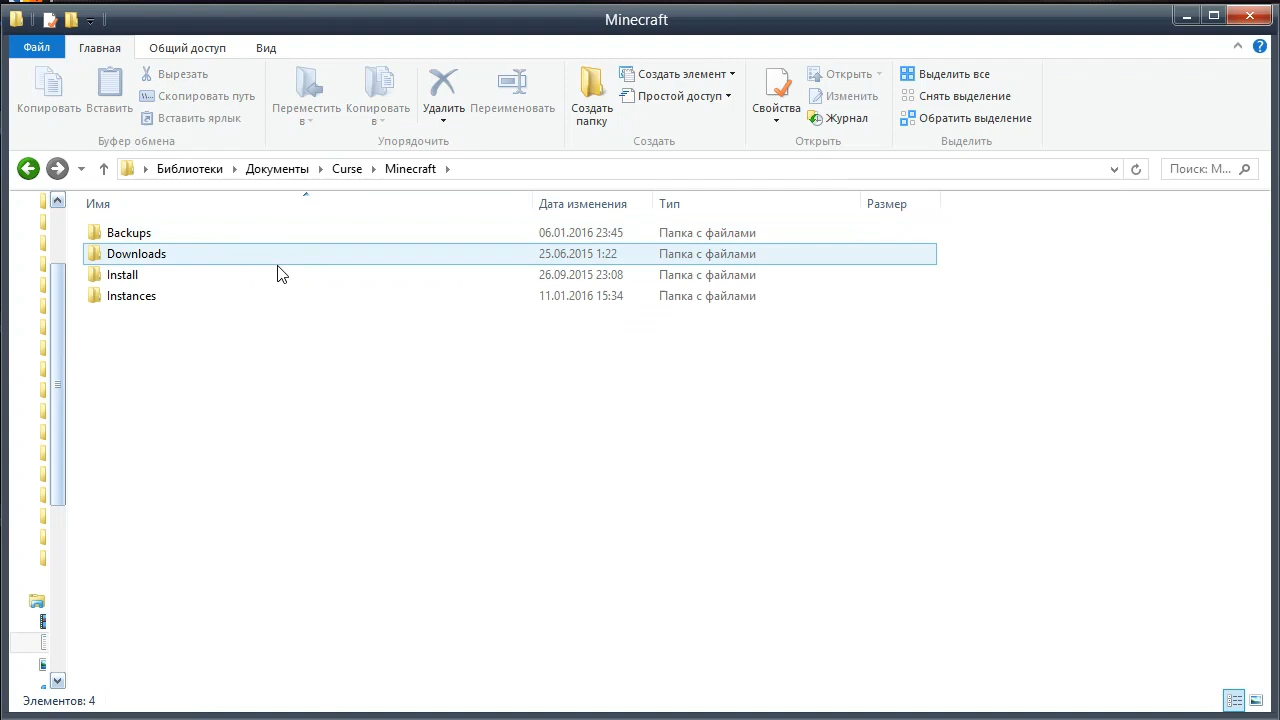 Minecraft
Файл Главная Общий доступ Вид
Копировать
Вставить
Вырезать
Скопировать путь
Вставить ярлык
Буфер обмена
Переместить в
Копировать в
Удалить
Переименовать
Упорядочить
Создать папку
Создать элемент
Простой доступ
Создать
Свойства
Открыть
Изменить
Журнал
Открыть
Выделить все
Снять выделение
Обратить выделение
Выделить
Библиотеки Документы Curse Minecraft
Поиск: M...
Имя Дата изменения Тип Размер
Backups 06.01.2016 23:45 Папка с файлами
Downloads 25.06.2015 1:22 Папка с файлами
Install 26.09.2015 23:08 Папка с файлами
Instances 11.01.2016 15:34 Папка с файлами
Элементов: 4